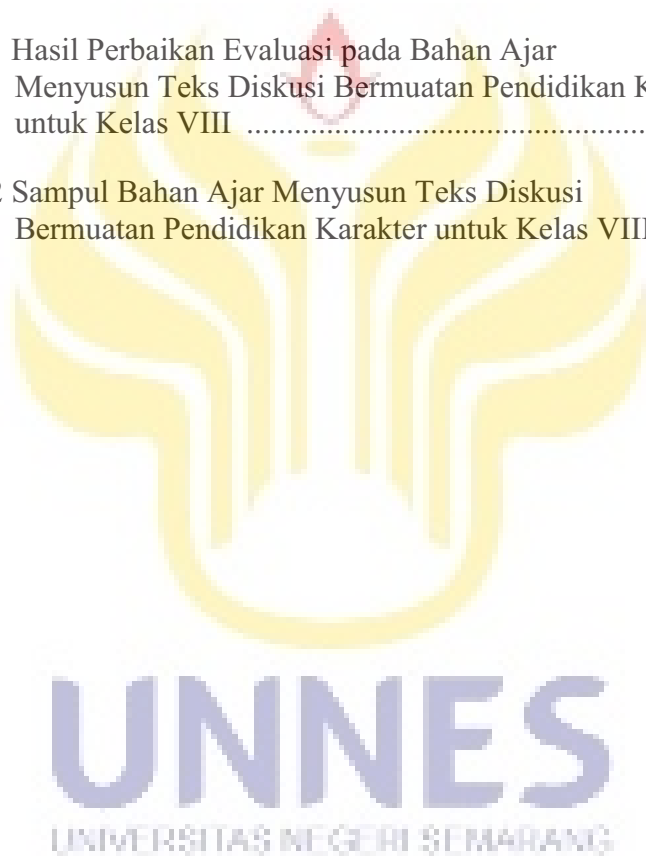 Hasil Perbaikan Evaluasi pada Bahan Ajar
Menyusun Teks Diskusi Bermuatan Pendidikan K
untuk Kelas VIII ..................................................
2 Sampul Bahan Ajar Menyusun Teks Diskusi
Bermuatan Pendidikan Karakter untuk Kelas VIII
UNNES
UNIVERSITAS NEGERI SEMARANG